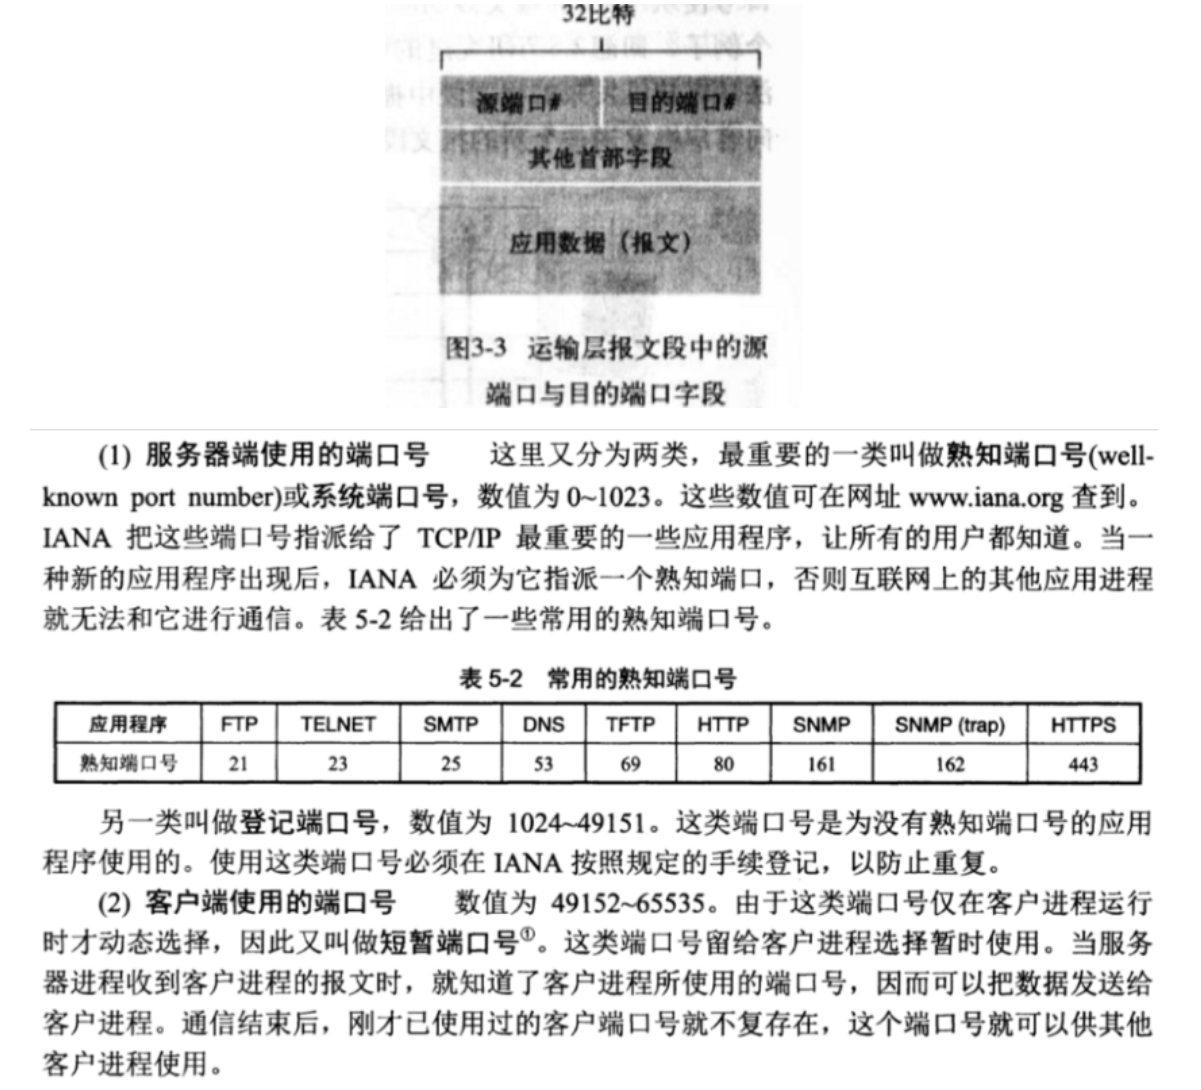 32比特
源端口# 目的端口#
其他首部字段
应用数据（报文）
图3-3 运输层报文段中的源
端口与目的端口字段
(1) 服务器端使用的端口号 这里又分为两类，最重要的一类叫做熟知端口号(well-
known port number)或系统端口号，数值为 0~1023。这些数值可在网址 www.iana.org 查到。
IANA 把这些端口号指派给了 TCP/IP 最重要的一些应用程序，让所有的用户都知道。当一
种新的应用程序出现后，IANA 必须为它指派一个熟知端口，否则互联网上的其他应用进程
就无法和它进行通信。表 5-2 给出了一些常用的熟知端口号。
表 5-2 常用的熟知端口号
应用程序 FTP TELNET SMTP DNS TFTP HTTP SNMP SNMP (trap) HTTPS
熟知端口号 21 23 25 53 69 80 161 162 443
另一类叫做登记端口号，数值为 1024~49151。这类端口号是为没有熟知端口号的应用
程序使用的。使用这类端口号必须在 IANA 按照规定的手续登记，以防止重复。
(2) 客户端使用的端口号 数值为 49152~65535。由于这类端口号仅在客户进程运行
时才动态选择，因此又叫做短暂端口号①。这类端口号留给客户进程选择暂时使用。当服务
器进程收到客户进程的报文时，就知道了客户进程所使用的端口号，因而可以把数据发送给
客户进程。通信结束后，刚才已使用过的客户端口号就不复存在，这个端口号就可以供其他
客户进程使用。